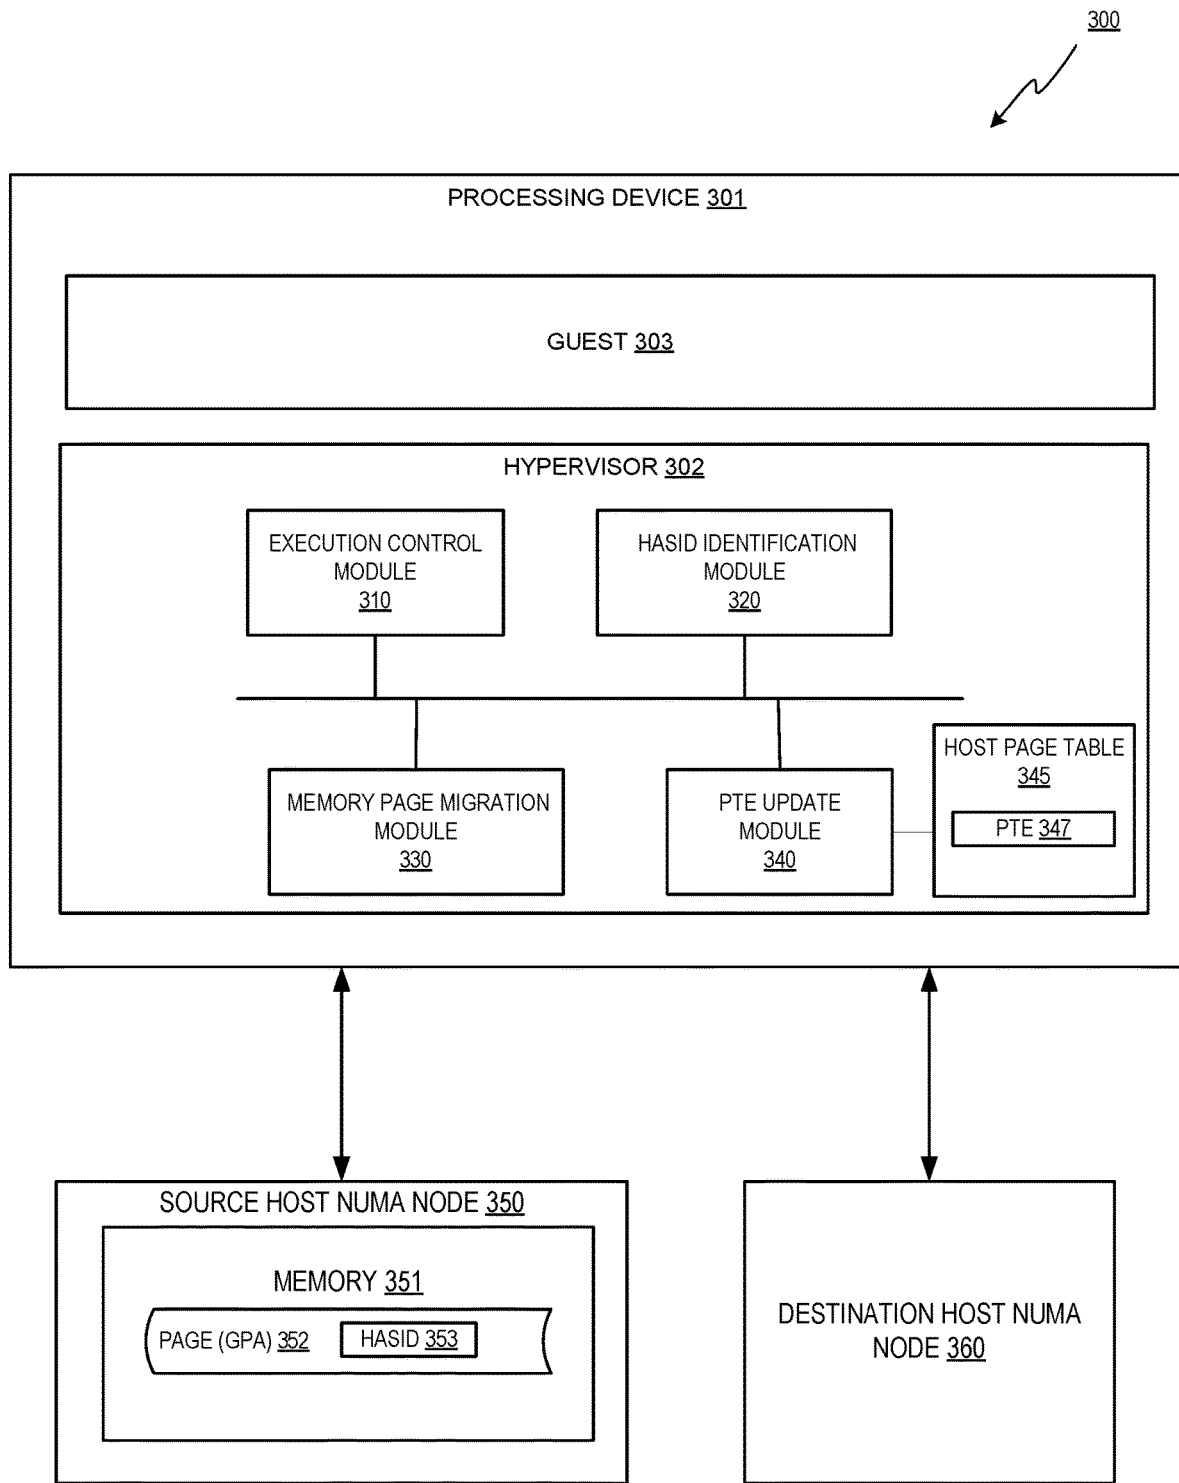 300
PROCESSING DEVICE 301
GUEST 303
HYPERVISOR 302
EXECUTION CONTROL
MODULE
310
HASID IDENTIFICATION
MODULE
320
MEMORY PAGE MIGRATION
MODULE
330
PTE UPDATE
MODULE
340
HOST PAGE TABLE
345
PTE 347
SOURCE HOST NUMA NODE 350
MEMORY 351
PAGE (GPA) 352
HASID 353
DESTINATION HOST NUMA
NODE 360